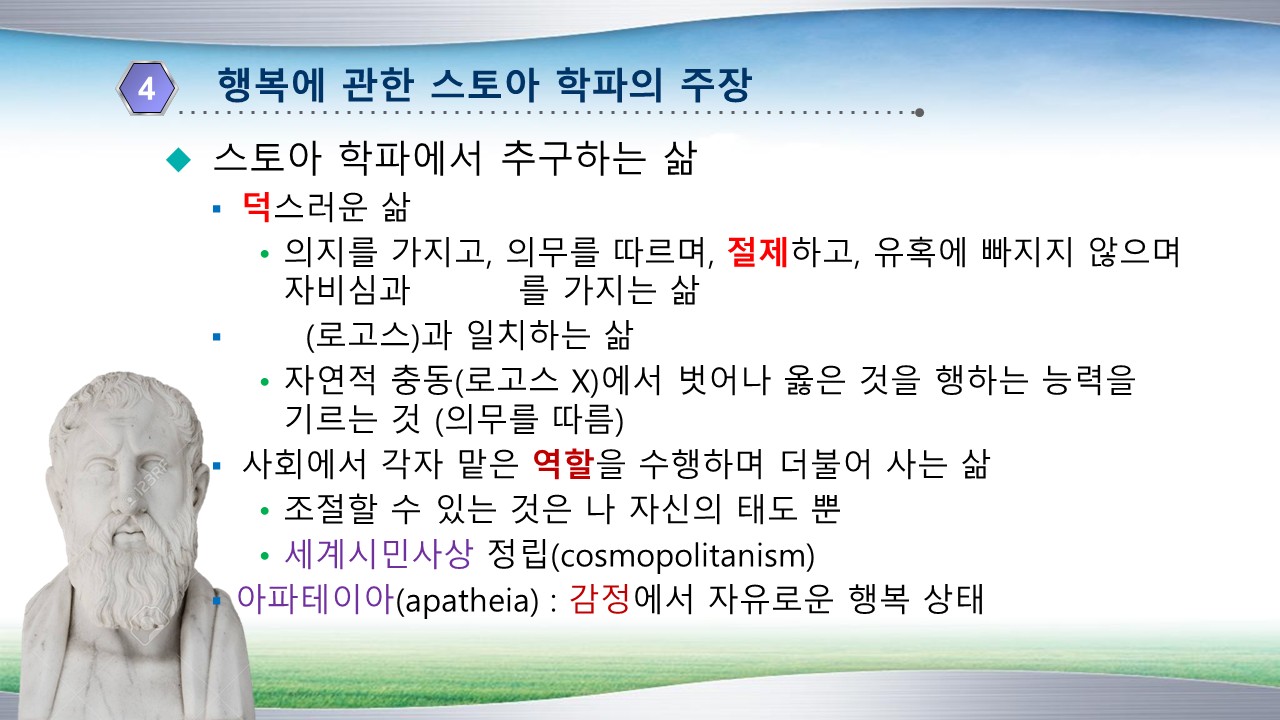 4 행복에 관한 스토아 학파의 주장
◆ 스토아 학파에서 추구하는 삶
▪ 덕스러운 삶
• 의지를 가지고, 의무를 따르며, 절제하고, 유혹에 빠지지 않으며
자비심과 를 가지는 삶
▪ (로고스)과 일치하는 삶
• 자연적 충동(로고스 X)에서 벗어나 옳은 것을 행하는 능력을
기르는 것 (의무를 따름)
▪ 사회에서 각자 맡은 역할을 수행하며 더불어 사는 삶
• 조절할 수 있는 것은 나 자신의 태도 뿐
• 세계시민사상 정립(cosmopolitanism)
▪ 아파테이아(apatheia) : 감정에서 자유로운 행복 상태
123RF